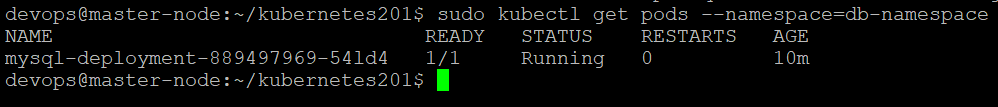 devops@master-node:~/kubernetes201$ sudo kubectl get pods --namespace=db-namespace
NAME READY STATUS RESTARTS AGE
mysql-deployment-889497969-54ld4 1/1 Running 0 10m
devops@master-node:~/kubernetes201$